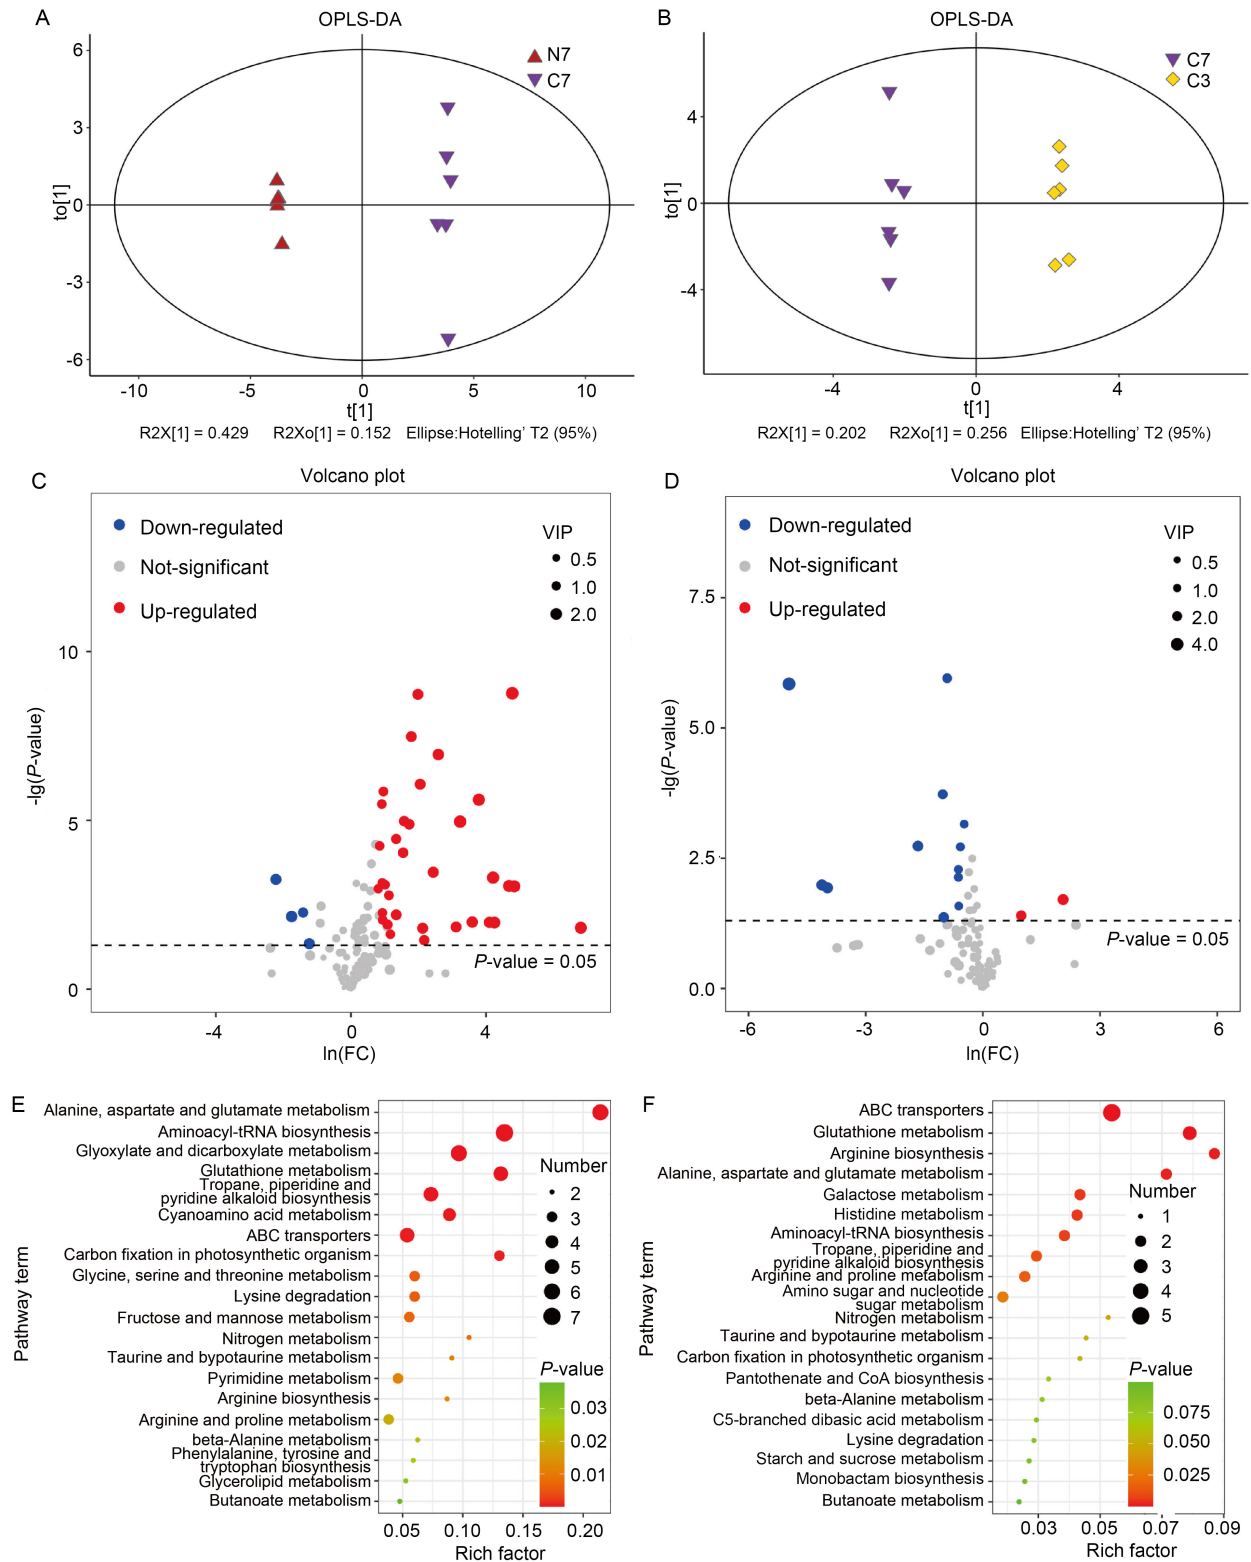 A
OPLS-DA
N7
C7
6
3
0
-3
-6
to[1]
-10
-5
0
5
10
t[1]
R2X[1] = 0.429 R2Xo[1] = 0.152 Ellipse:Hotelling’ T2 (95%)
B
OPLS-DA
C7
C3
4
0
-4
to[1]
-4
0
4
t[1]
R2X[1] = 0.202 R2Xo[1] = 0.256 Ellipse:Hotelling’ T2 (95%)
C
Volcano plot
Down-regulated
Not-significant
Up-regulated
VIP
0.5
1.0
2.0
10
5
0
-lg(P-value)
P-value = 0.05
-4
0
4
ln(FC)
D
Volcano plot
Down-regulated
Not-significant
Up-regulated
VIP
0.5
1.0
2.0
4.0
7.5
5.0
2.5
0.0
-lg(P-value)
P-value = 0.05
-6
-3
0
3
6
ln(FC)
E
Pathway term
Alanine, aspartate and glutamate metabolism
Aminoacyl-tRNA biosynthesis
Glyoxylate and dicarboxylate metabolism
Glutathione metabolism
Tropane, piperidine and
pyridine alkaloid biosynthesis
Cyanoamino acid metabolism
ABC transporters
Carbon fixation in photosynthetic organism
Glycine, serine and threonine metabolism
Lysine degradation
Fructose and mannose metabolism
Nitrogen metabolism
Taurine and bypotaurine metabolism
Pyrimidine metabolism
Arginine biosynthesis
Arginine and proline metabolism
beta-Alanine metabolism
Phenylalanine, tyrosine and
tryptophan biosynthesis
Glycerolipid metabolism
Butanoate metabolism
Number
2
3
4
5
6
7
P-value
0.03
0.02
0.01
0.05
0.10
0.15
0.20
Rich factor
F
Pathway term
ABC transporters
Glutathione metabolism
Arginine biosynthesis
Alanine, aspartate and glutamate metabolism
Galactose metabolism
Histidine metabolism
Aminoacyl-tRNA biosynthesis
Tropane, piperidine and
pyridine alkaloid biosynthesis
Arginine and proline metabolism
Amino sugar and nucleotide
sugar metabolism
Nitrogen metabolism
Taurine and bypotaurine metabolism
Carbon fixation in photosynthetic organism
Pantothenate and CoA biosynthesis
beta-Alanine metabolism
C5-branched dibasic acid metabolism
Lysine degradation
Starch and sucrose metabolism
Monobactam biosynthesis
Butanoate metabolism
Number
1
2
3
4
5
P-value
0.075
0.050
0.025
0.03
0.05
0.07
0.09
Rich factor